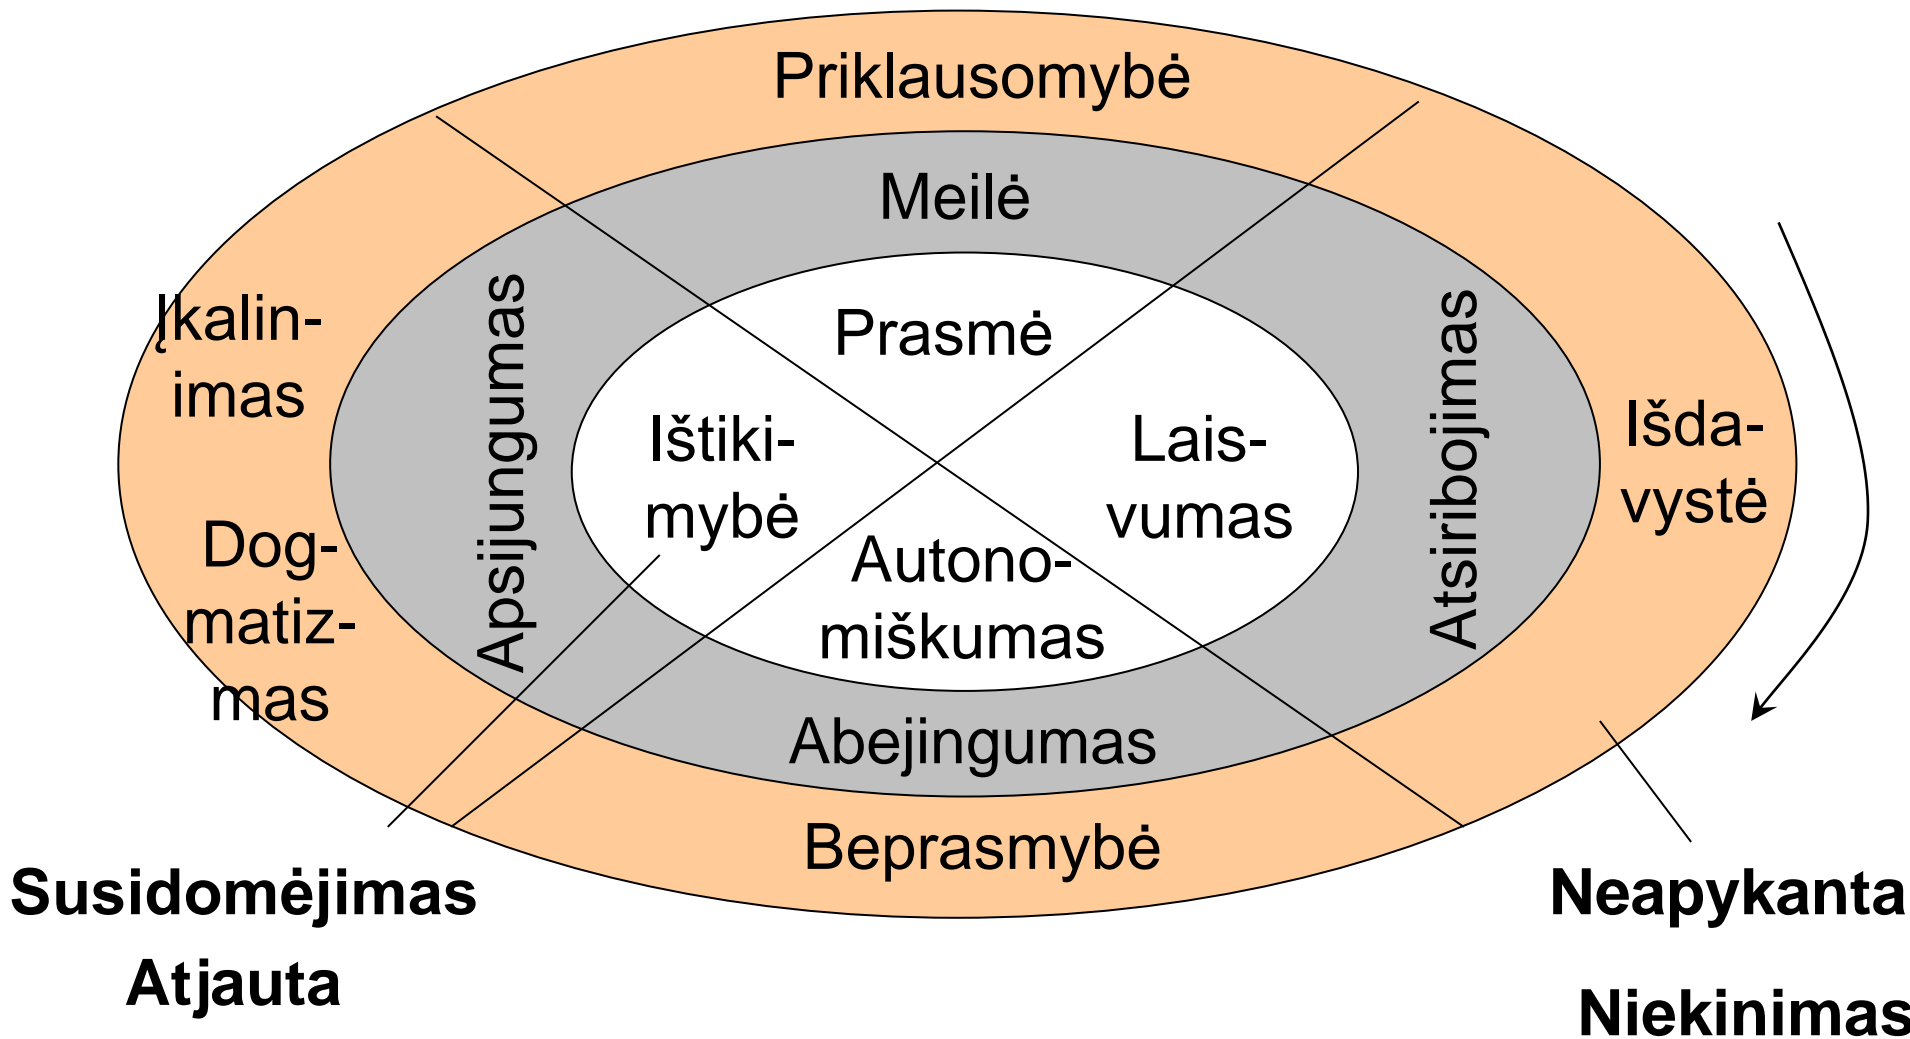 Priklausomybė
Meilė
Prasmė
Įkalin-
imas
Dog-
matiz-
mas
Apsijungumas
Ištiki-
mybė
Lais-
vumas
Atsiribojimas
Išda-
vystė
Autono-
miškumas
Abejingumas
Beprasmybė
Susidomėjimas
Atjauta
Neapykanta
Niekinimas